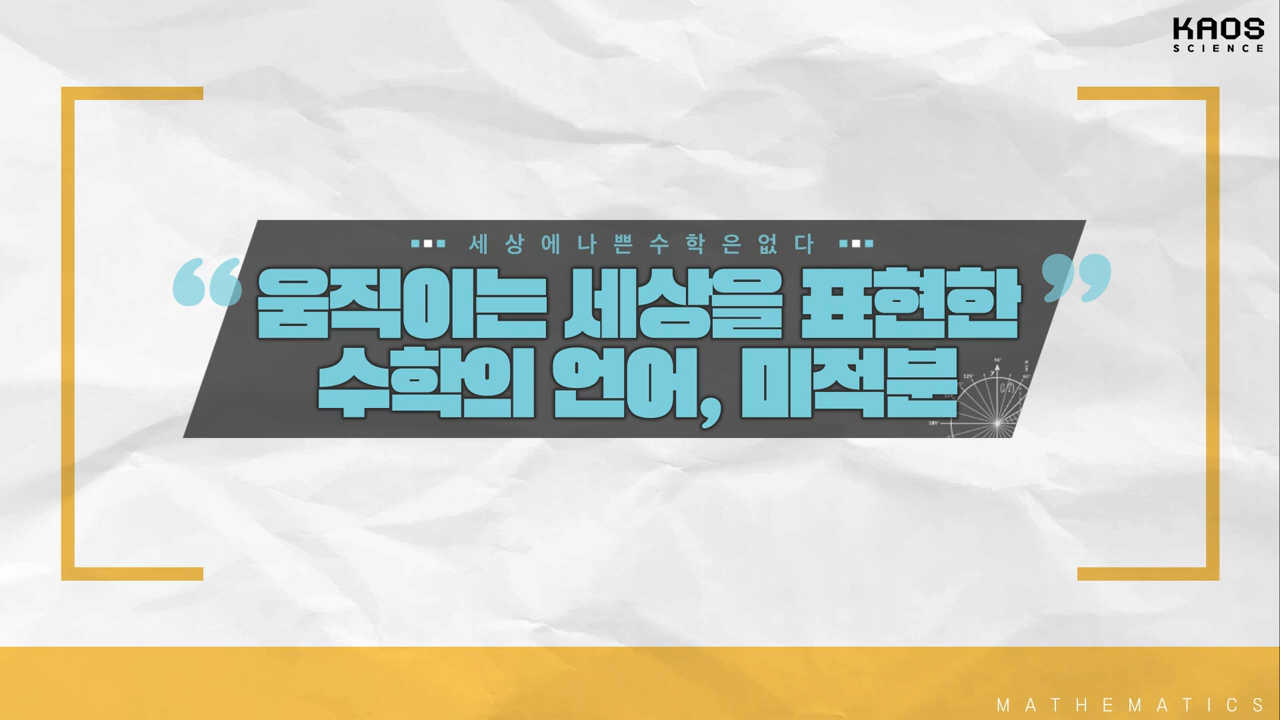 KAOS
SCIENCE
세상에나쁜수학은없다
“움직이는 세상을 표현한
수학의 언어, 미적분”
MATHEMATICS